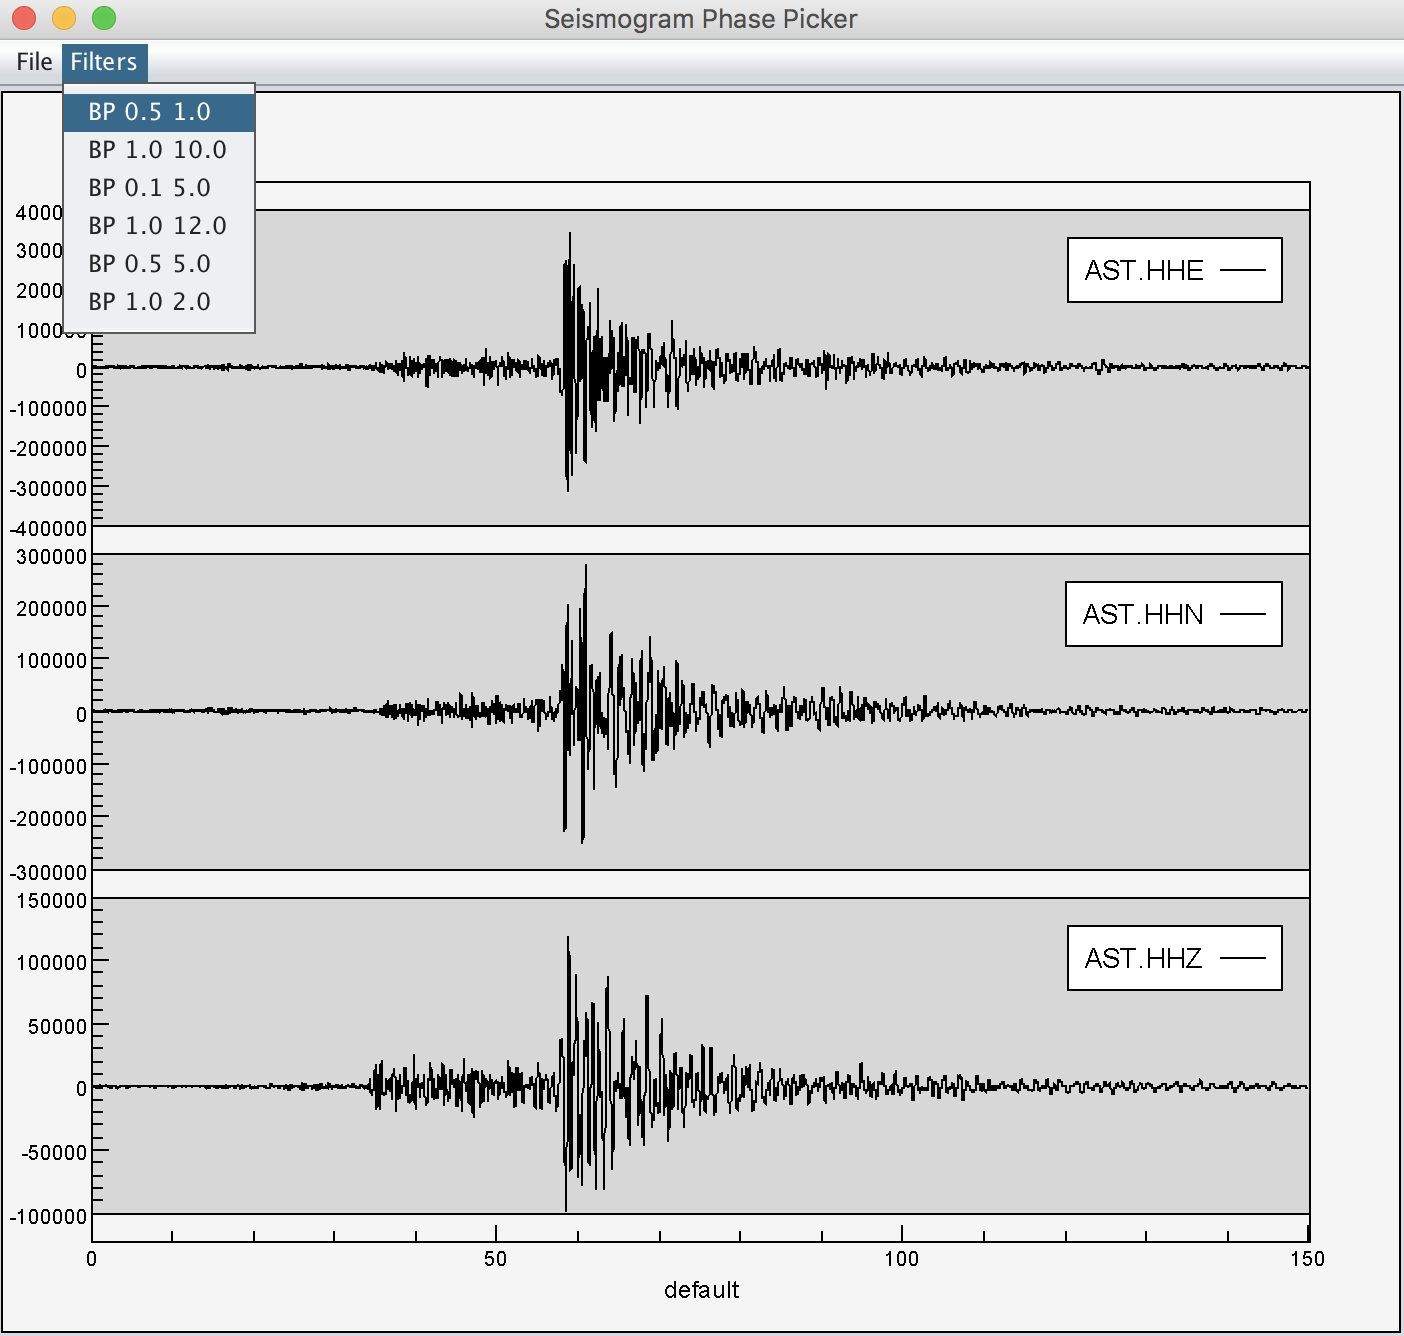 Seismogram Phase Picker
File Filters
BP 0.5 1.0
BP 1.0 10.0
BP 0.1 5.0
BP 1.0 12.0
BP 0.5 5.0
BP 1.0 2.0
AST.HHE
0
-100000
-200000
-300000
-400000
300000
200000
100000
0
-100000
-200000
-300000
AST.HHN
150000
100000
50000
0
-50000
-100000
AST.HHZ
0 50 100 150
default